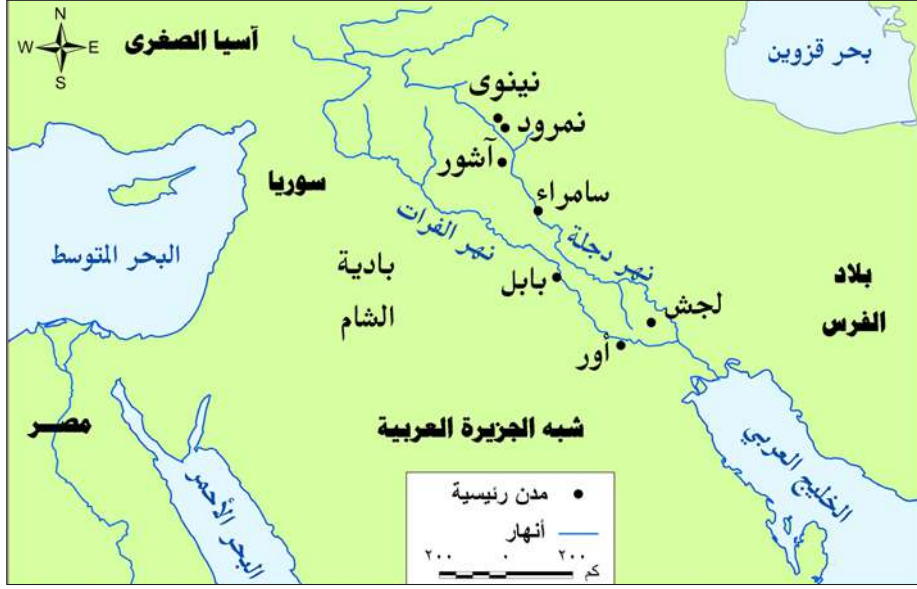 N
W E
S
آسيا الصغرى
بحر قزوين
نينوى
نمرود
آشور
سوريا
سامراء
البحر المتوسط
نهر الفرات
نهر دجلة
بادية
الشام
بابل
بلاد
الفرس
لجش
أور
مصـــر
شبه الجزيرة العربية
الخليج العربي
البحر الأحمر
مدن رئيسية
أنهار
٢٠٠ ٠ ٢٠٠
كم